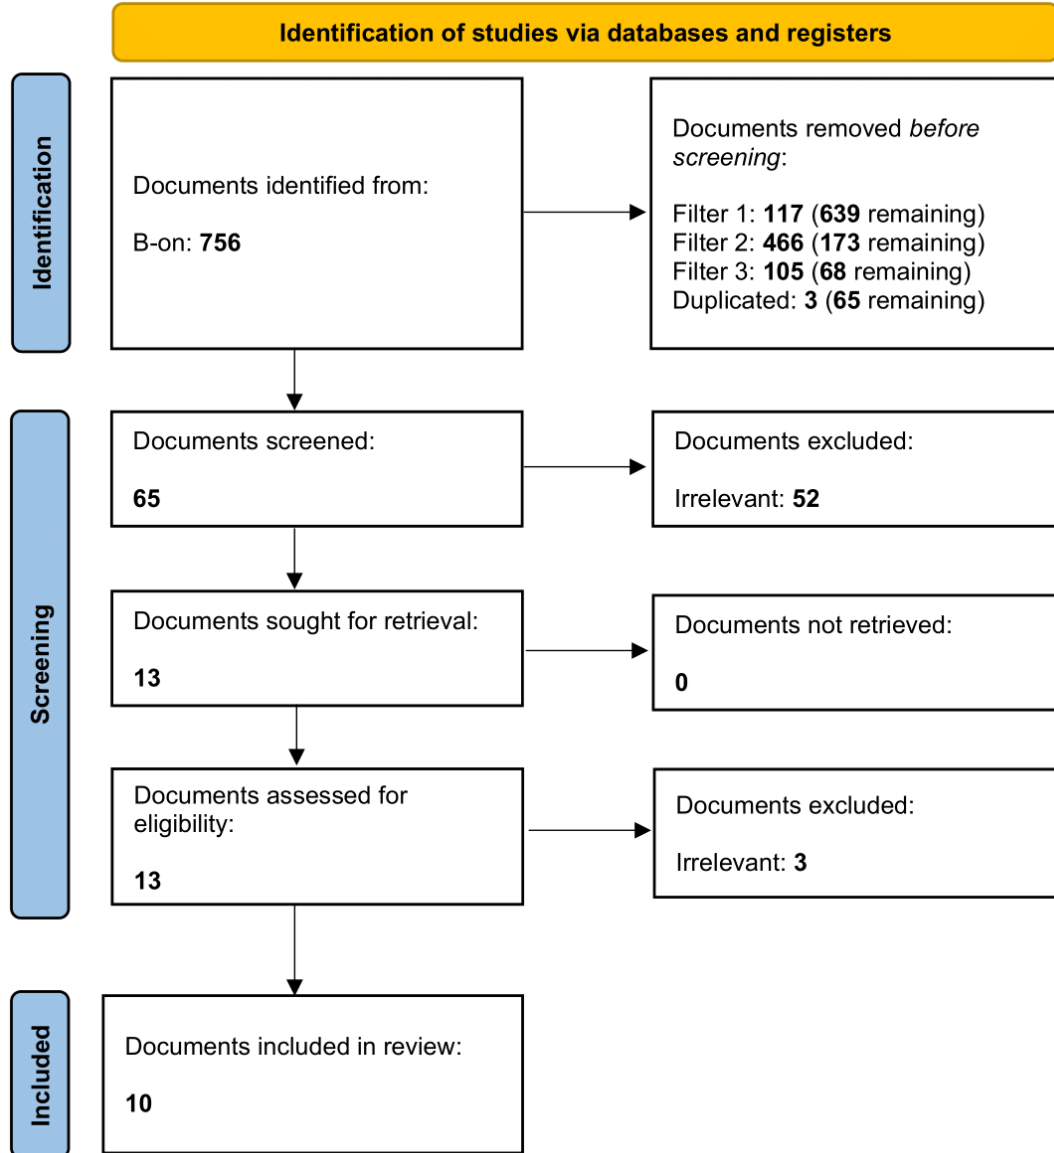 Identification of studies via databases and registers
Identification
Documents identified from:
B-on: 756
Documents removed before
screening:
Filter 1: 117 (639 remaining)
Filter 2: 466 (173 remaining)
Filter 3: 105 (68 remaining)
Duplicated: 3 (65 remaining)
Screening
Documents screened:
65
Documents excluded:
Irrelevant: 52
Documents sought for retrieval:
13
Documents not retrieved:
0
Documents assessed for
eligibility:
13
Documents excluded:
Irrelevant: 3
Included
Documents included in review:
10